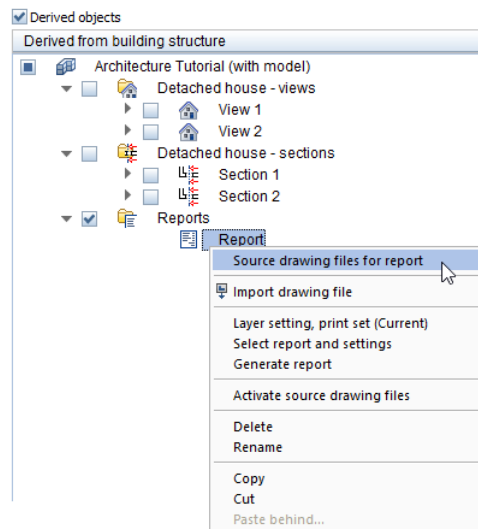 Derived objects
Derived from building structure
Architecture Tutorial (with model)
Detached house - views
View 1
View 2
Detached house - sections
Section 1
Section 2
Reports
Report
Source drawing files for report
Import drawing file
Layer setting, print set (Current)
Select report and settings
Generate report
Activate source drawing files
Delete
Rename
Copy
Cut
Paste behind...